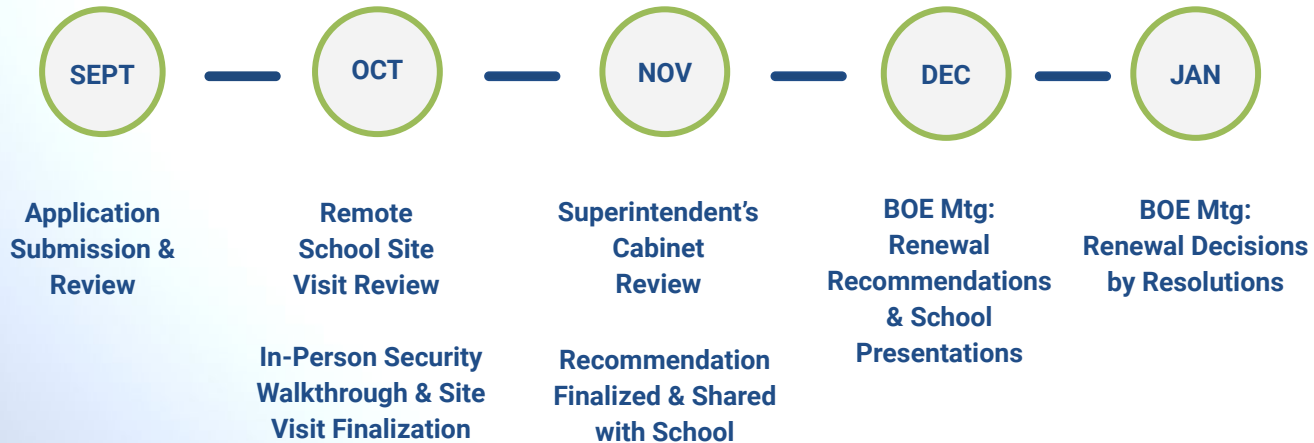 SEPT
OCT
NOV
DEC
JAN
Application
Submission &
Review
Remote
School Site
Visit Review
In-Person Security
Walkthrough & Site
Visit Finalization
Superintendent’s
Cabinet
Review
Recommendation
Finalized & Shared
with School
BOE Mtg:
Renewal
Recommendations
& School
Presentations
BOE Mtg:
Renewal Decisions
by Resolutions